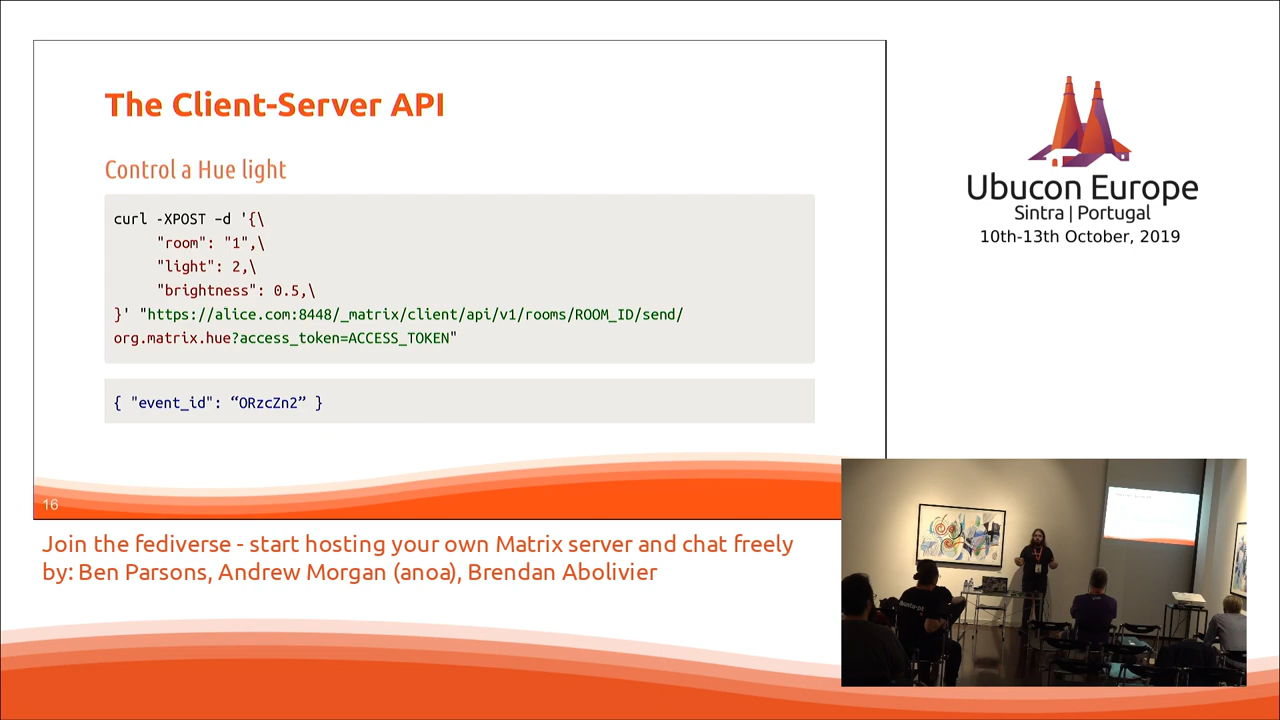 The Client-Server API
Control a Hue light
curl -XPOST –d '{\
"room": "1",\
"light": 2,\
"brightness": 0.5,\
}' "https://alice.com:8448/_matrix/client/api/v1/rooms/ROOM_ID/send/
org.matrix.hue?access_token=ACCESS_TOKEN"
{ "event_id": “ORzcZn2” }
16
Ubucon Europe
Sintra | Portugal
10th-13th October, 2019
Join the fediverse - start hosting your own Matrix server and chat freely
by: Ben Parsons, Andrew Morgan (anoa), Brendan Abolivier